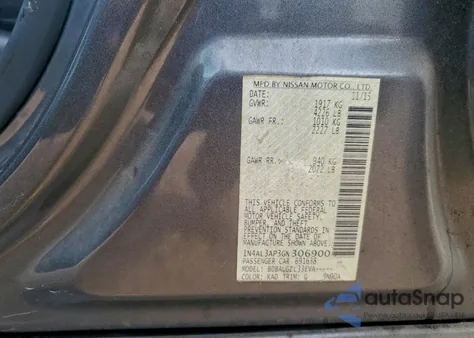 MFD BY NISSAN MOTOR CO., LTD.
DATE: 11/15
GVWR: 1917 KG
4226 LB
GAWR FR.: 1010 KG
2227 LB
GAWR RR. 940 KG
2072 LB
THIS VEHICLE CONFORMS TO
ALL APPLICABLE FEDERAL
MOTOR VEHICLE SAFETY,
BUMPER, AND THEFT
PREVENTION STANDARDS
IN EFFECT ON THE DATE OF
MANUFACTURE SHOWN ABOVE.
1N4AL3AP3GN306900
PASSENGER CAR
MODEL:
COLOR: KAD TRIM: G
autoSnap